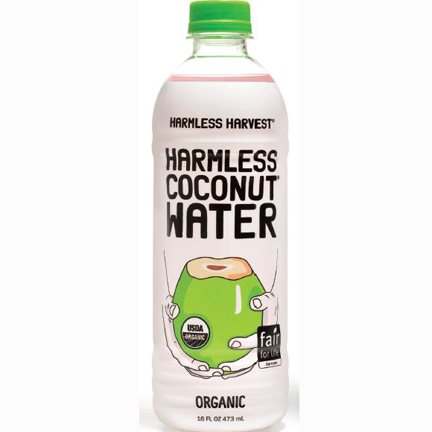 HARMLESS HARVEST®
HARMLESS
COCONUT®
WATER
USDA
ORGANIC
fair
for life
ORGANIC
16 FL OZ 473 mL